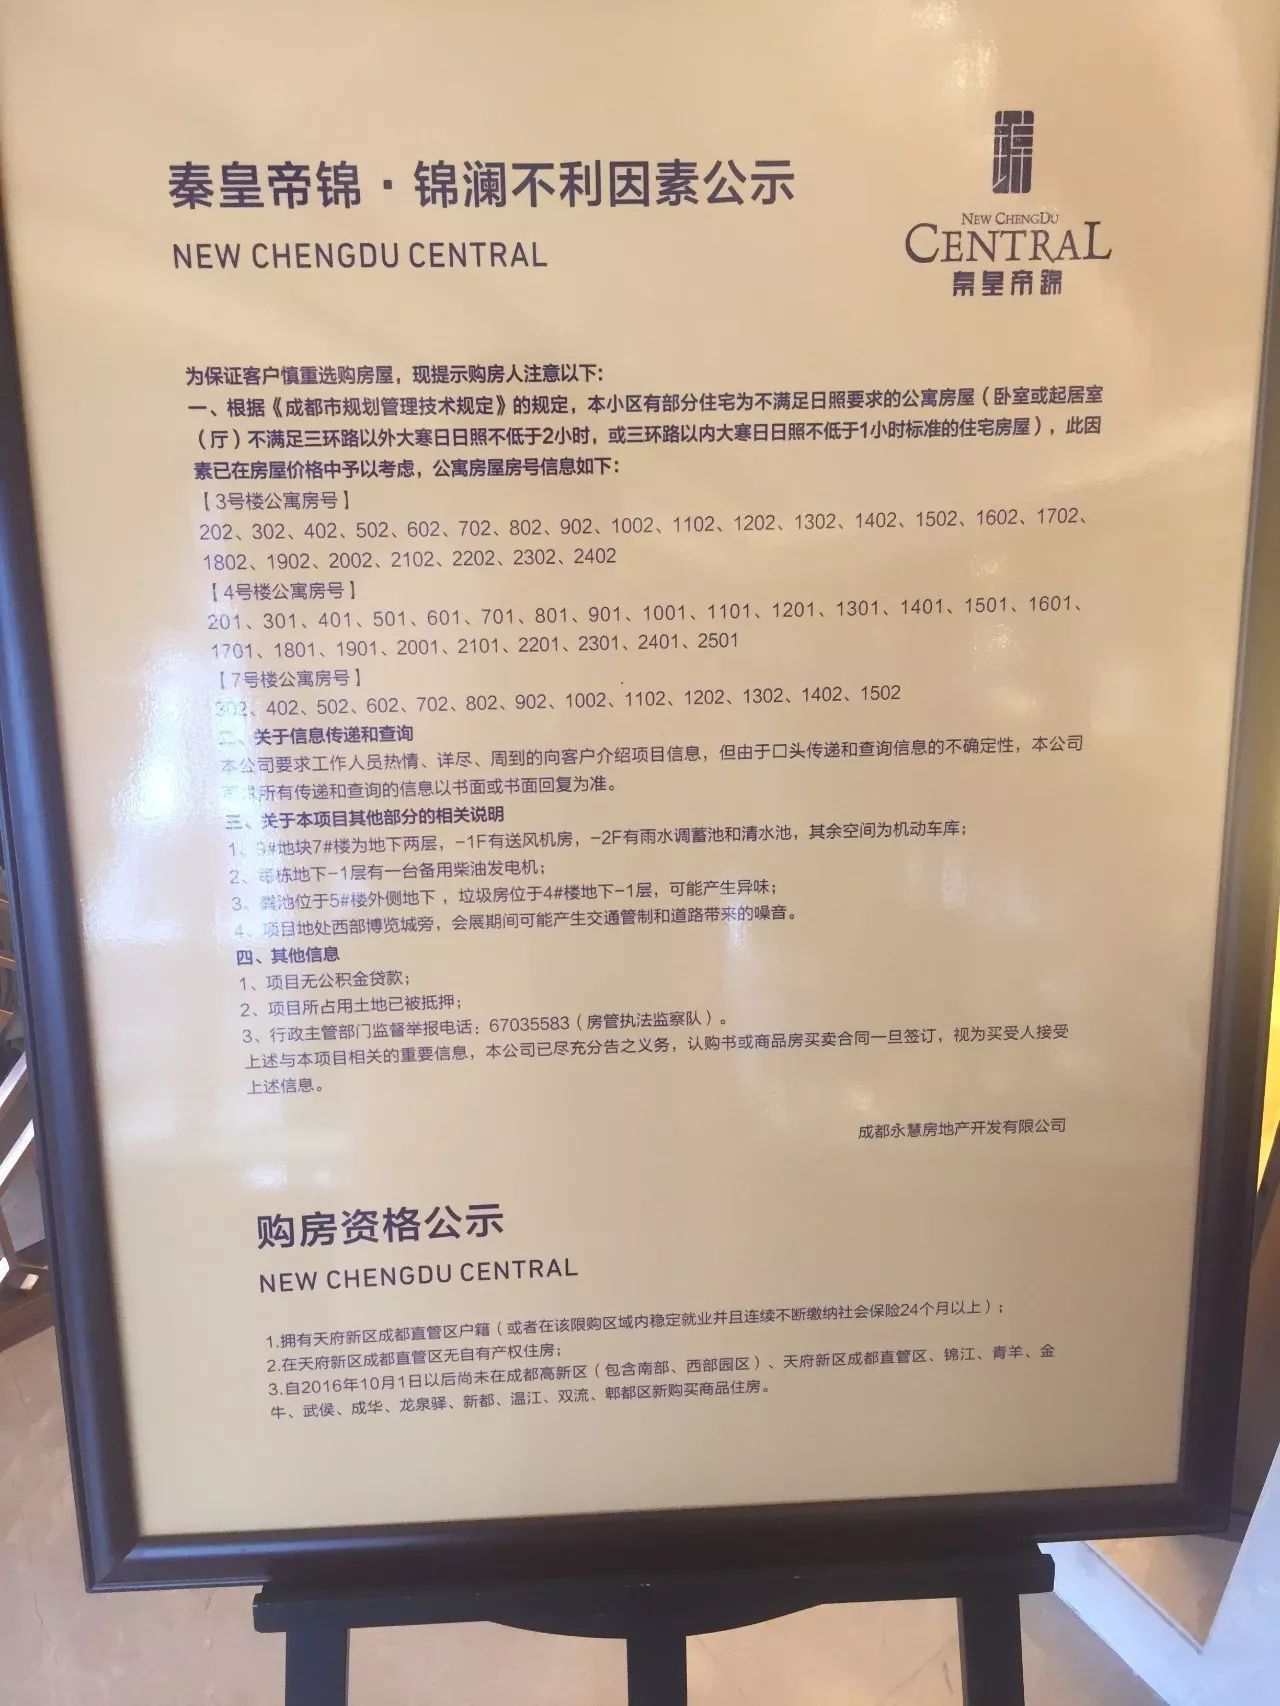 秦皇帝锦·锦澜不利因素公示
NEW CHENGDU CENTRAL
NEW CHENGDU
CENTRAL
秦皇帝锦
为保证客户慎重选购房屋，现提示购房人注意以下：
一、根据《成都市规划管理技术规定》的规定，本小区有部分住宅为不满足日照要求的公寓房屋（卧室或起居室
（厅）不满足三环路以外大寒日日照不低于2小时，或三环路以内大寒日日照不低于1小时标准的住宅房屋），此因
素已在房屋价格中予以考虑，公寓房屋房号信息如下：
【3号楼公寓房号】
202、302、402、502、602、702、802、902、1002、1102、1202、1302、1402、1502、1602、1702、
1802、1902、2002、2102、2202、2302、2402
【4号楼公寓房号】
201、301、401、501、601、701、801、901、1001、1101、1201、1301、1401、1501、1601、
1701、1801、1901、2001、2101、2201、2301、2401、2501
【7号楼公寓房号】
302、402、502、602、702、802、902、1002、1102、1202、1302、1402、1502
二、关于信息传递和查询
本公司要求工作人员热情、详尽、周到的向客户介绍项目信息，但由于口头传递和查询信息的不确定性，本公司
所有传递和查询的信息以书面或书面回复为准。
三、关于本项目其他部分的相关说明
1、9#地块7#楼为地下两层，-1F有送风机房，-2F有雨水调蓄池和清水池，其余空间为机动车库；
2、每栋地下-1层有一台备用柴油发电机；
3、粪池位于5#楼外侧地下，垃圾房位于4#楼地下-1层，可能产生异味；
4、项目地处西部博览城旁，会展期间可能产生交通管制和道路带来的噪音。
四、其他信息
1、项目无公积金贷款；
2、项目所占用土地已被抵押；
3、行政主管部门监督举报电话：67035583（房管执法监察队）。
上述与本项目相关的重要信息，本公司已尽充分告之义务，认购书或商品房买卖合同一旦签订，视为买受人接受
上述信息。
成都永慧房地产开发有限公司
购房资格公示
NEW CHENGDU CENTRAL
1.拥有天府新区成都直管区户籍（或者在该限购区域内稳定就业并且连续不断缴纳社会保险24个月以上）；
2.在天府新区成都直管区无自有产权住房；
3.自2016年10月1日以后尚未在成都高新区（包含南部、西部园区）、天府新区成都直管区、锦江、青羊、金
牛、武侯、成华、龙泉驿、新都、温江、双流、郫都区新购买商品住房。